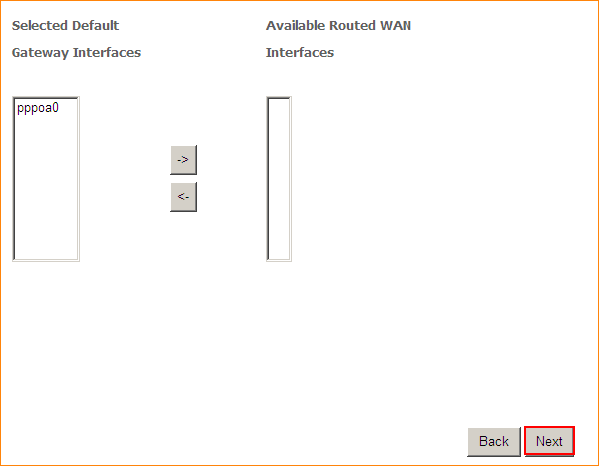 Selected Default
Gateway Interfaces
Available Routed WAN
Interfaces
pppoa0
->
<-
Back
Next